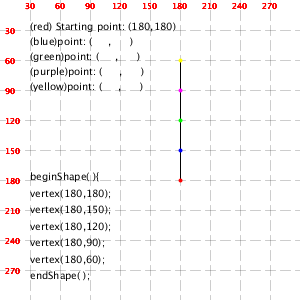 30 60 90 120 150 180 210 240 270
30
60
90
120
150
180
210
240
270
(red) Starting point: (180,180)
(blue)point: ( , )
(green)point: ( , )
(purple)point: ( , )
(yellow)point: ( , )
beginShape(){
vertex(180,180);
vertex(180,150);
vertex(180,120);
vertex(180,90);
vertex(180,60);
endShape();